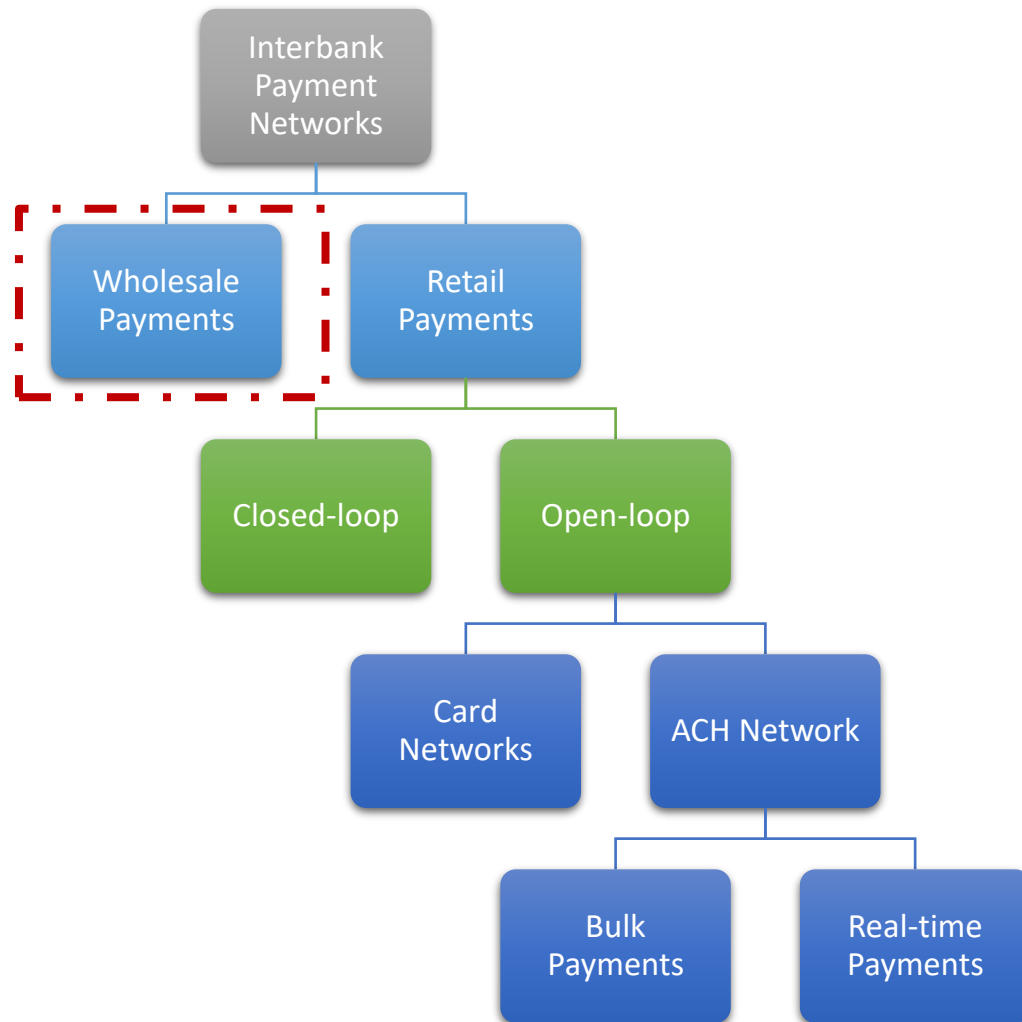 Interbank
Payment
Networks
Wholesale
Payments
Retail
Payments
Closed-loop
Open-loop
Card
Networks
ACH Network
Bulk
Payments
Real-time
Payments